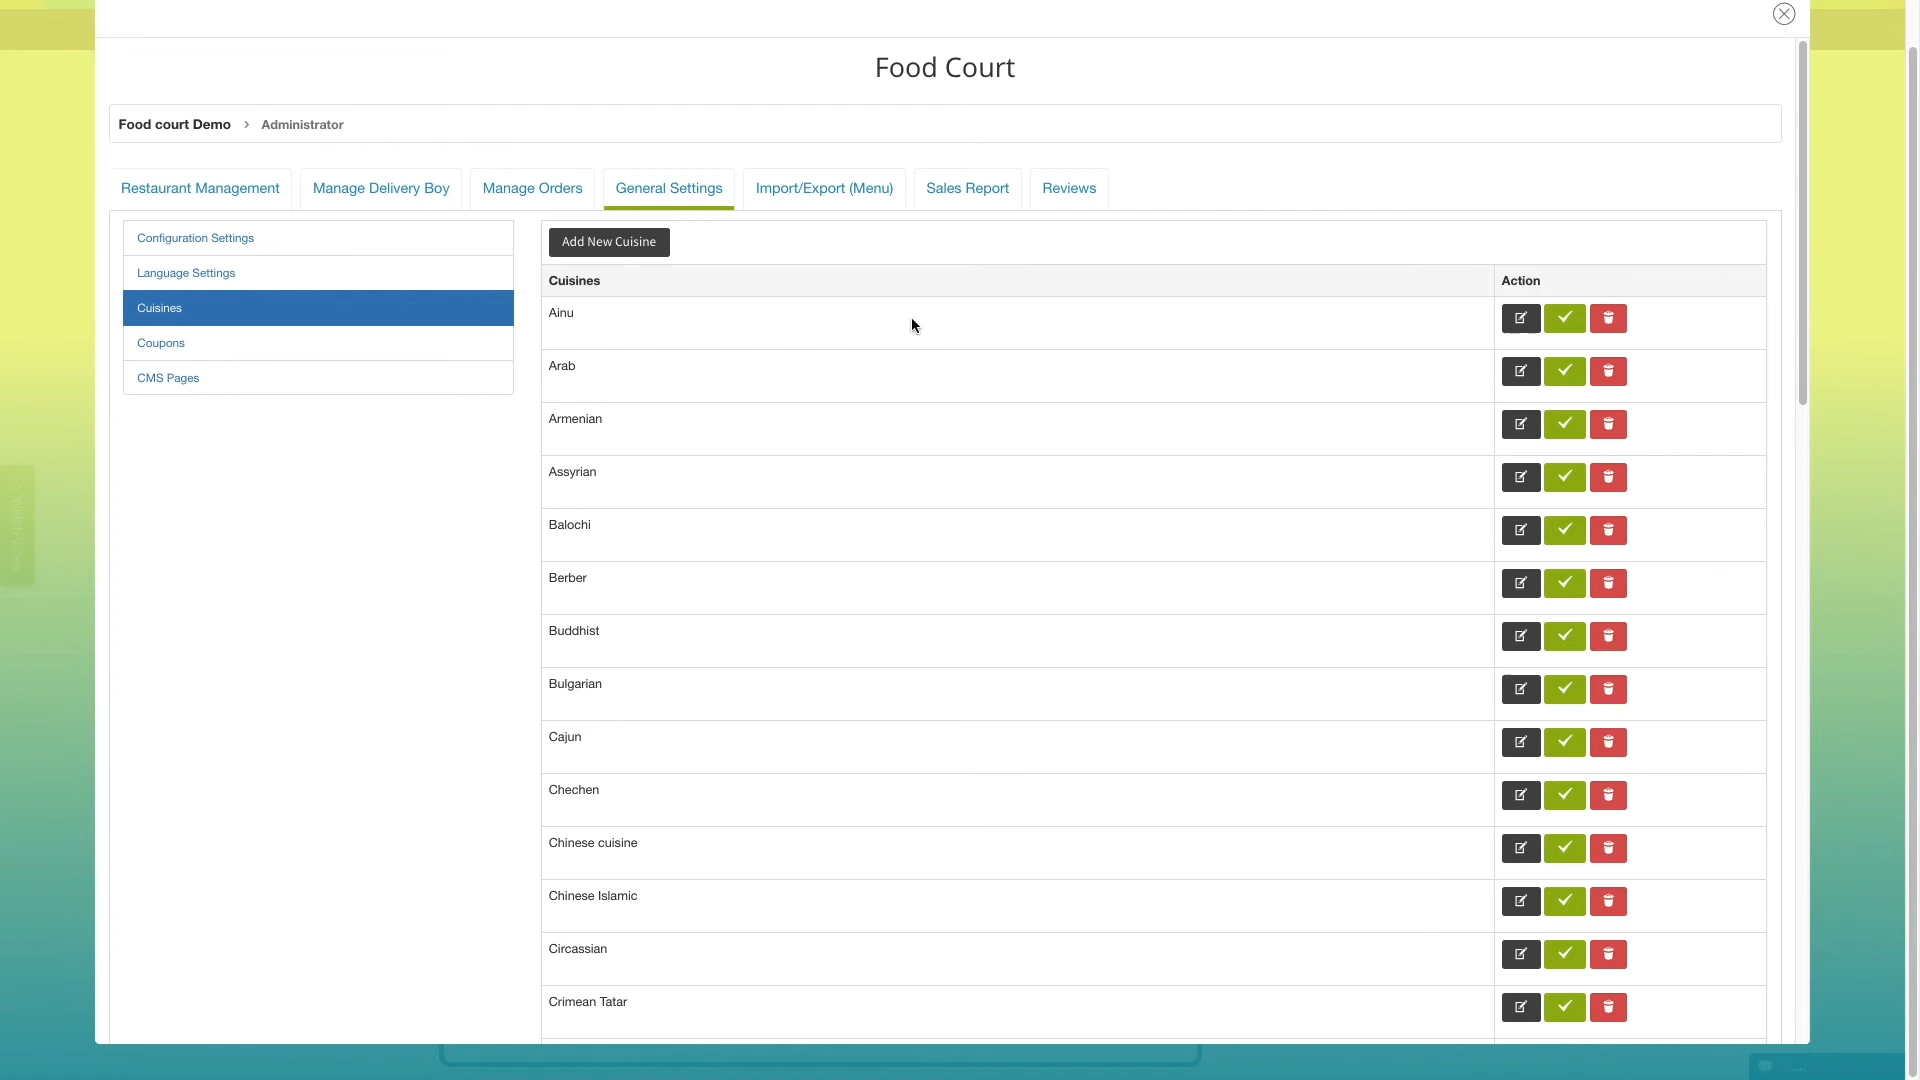 Food Court
Food court Demo > Administrator
Restaurant Management Manage Delivery Boy Manage Orders General Settings Import/Export (Menu) Sales Report Reviews
Configuration Settings
Language Settings
Cuisines
Coupons
CMS Pages
Add New Cuisine
Cuisines Action
Ainu
Arab
Armenian
Assyrian
Balochi
Berber
Buddhist
Bulgarian
Cajun
Chechen
Chinese cuisine
Chinese Islamic
Circassian
Crimean Tatar